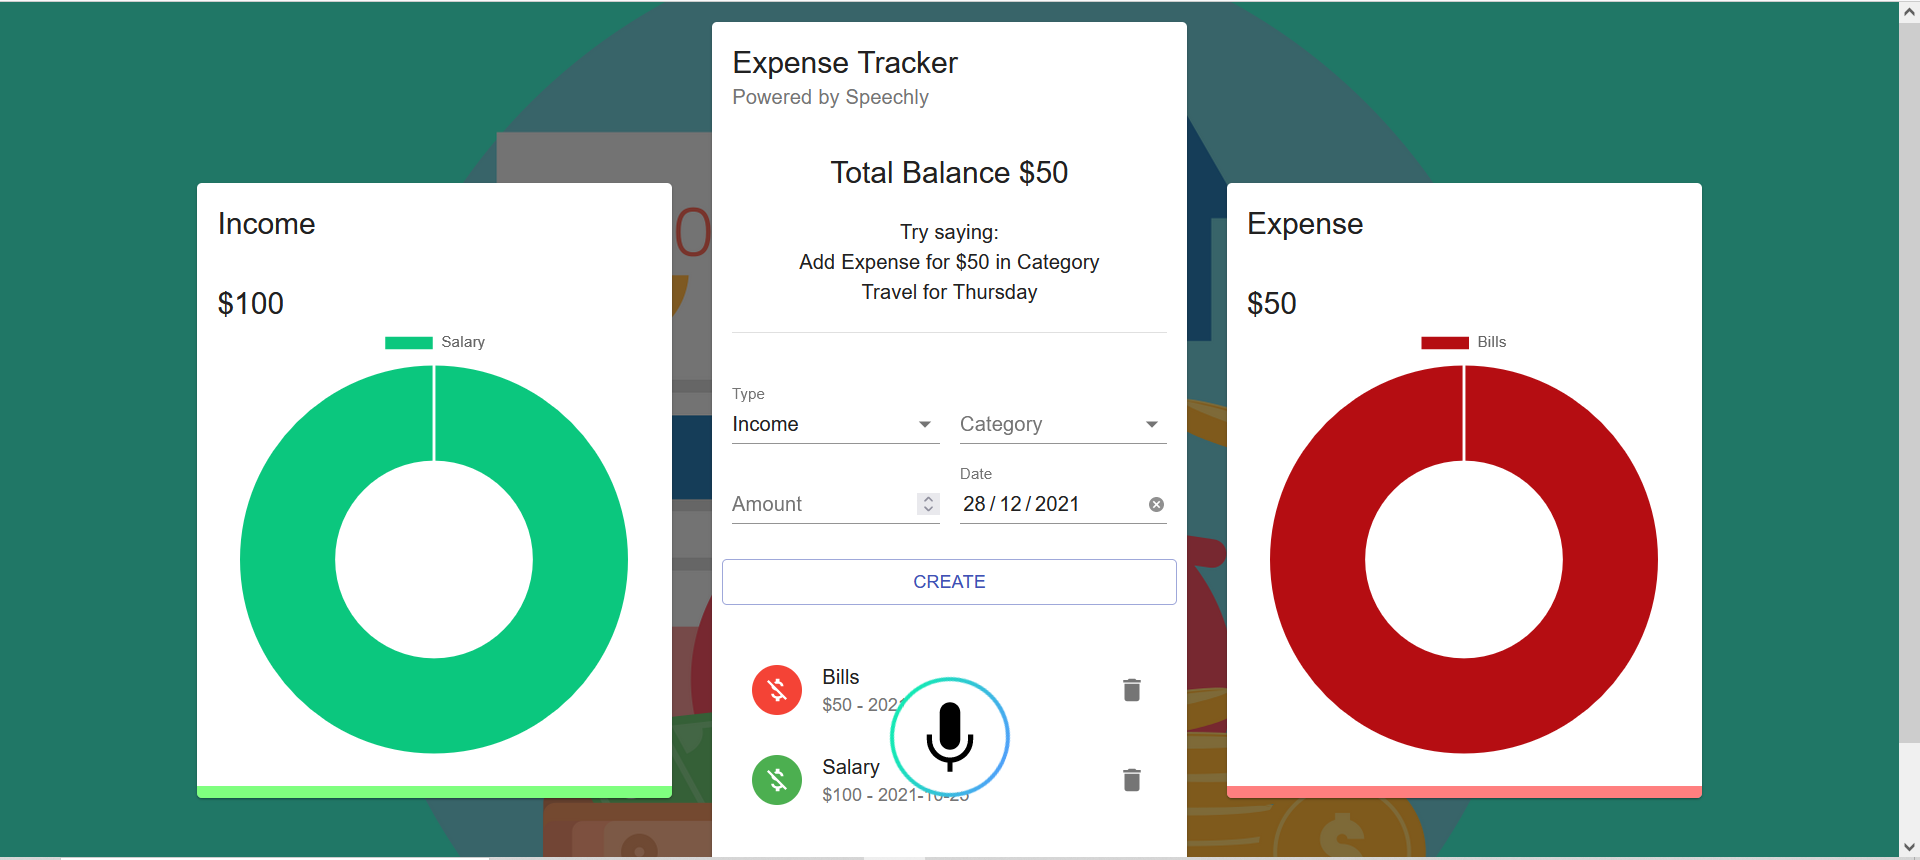 Expense Tracker
Powered by Speechly
Total Balance $50
Try saying:
Add Expense for $50 in Category
Travel for Thursday
Income
$100
Salary
Type
Income
Category
Amount
Date
28/12/2021
CREATE
Bills
$50 - 202
Salary
$100 - 2021-10-25
Expense
$50
Bills